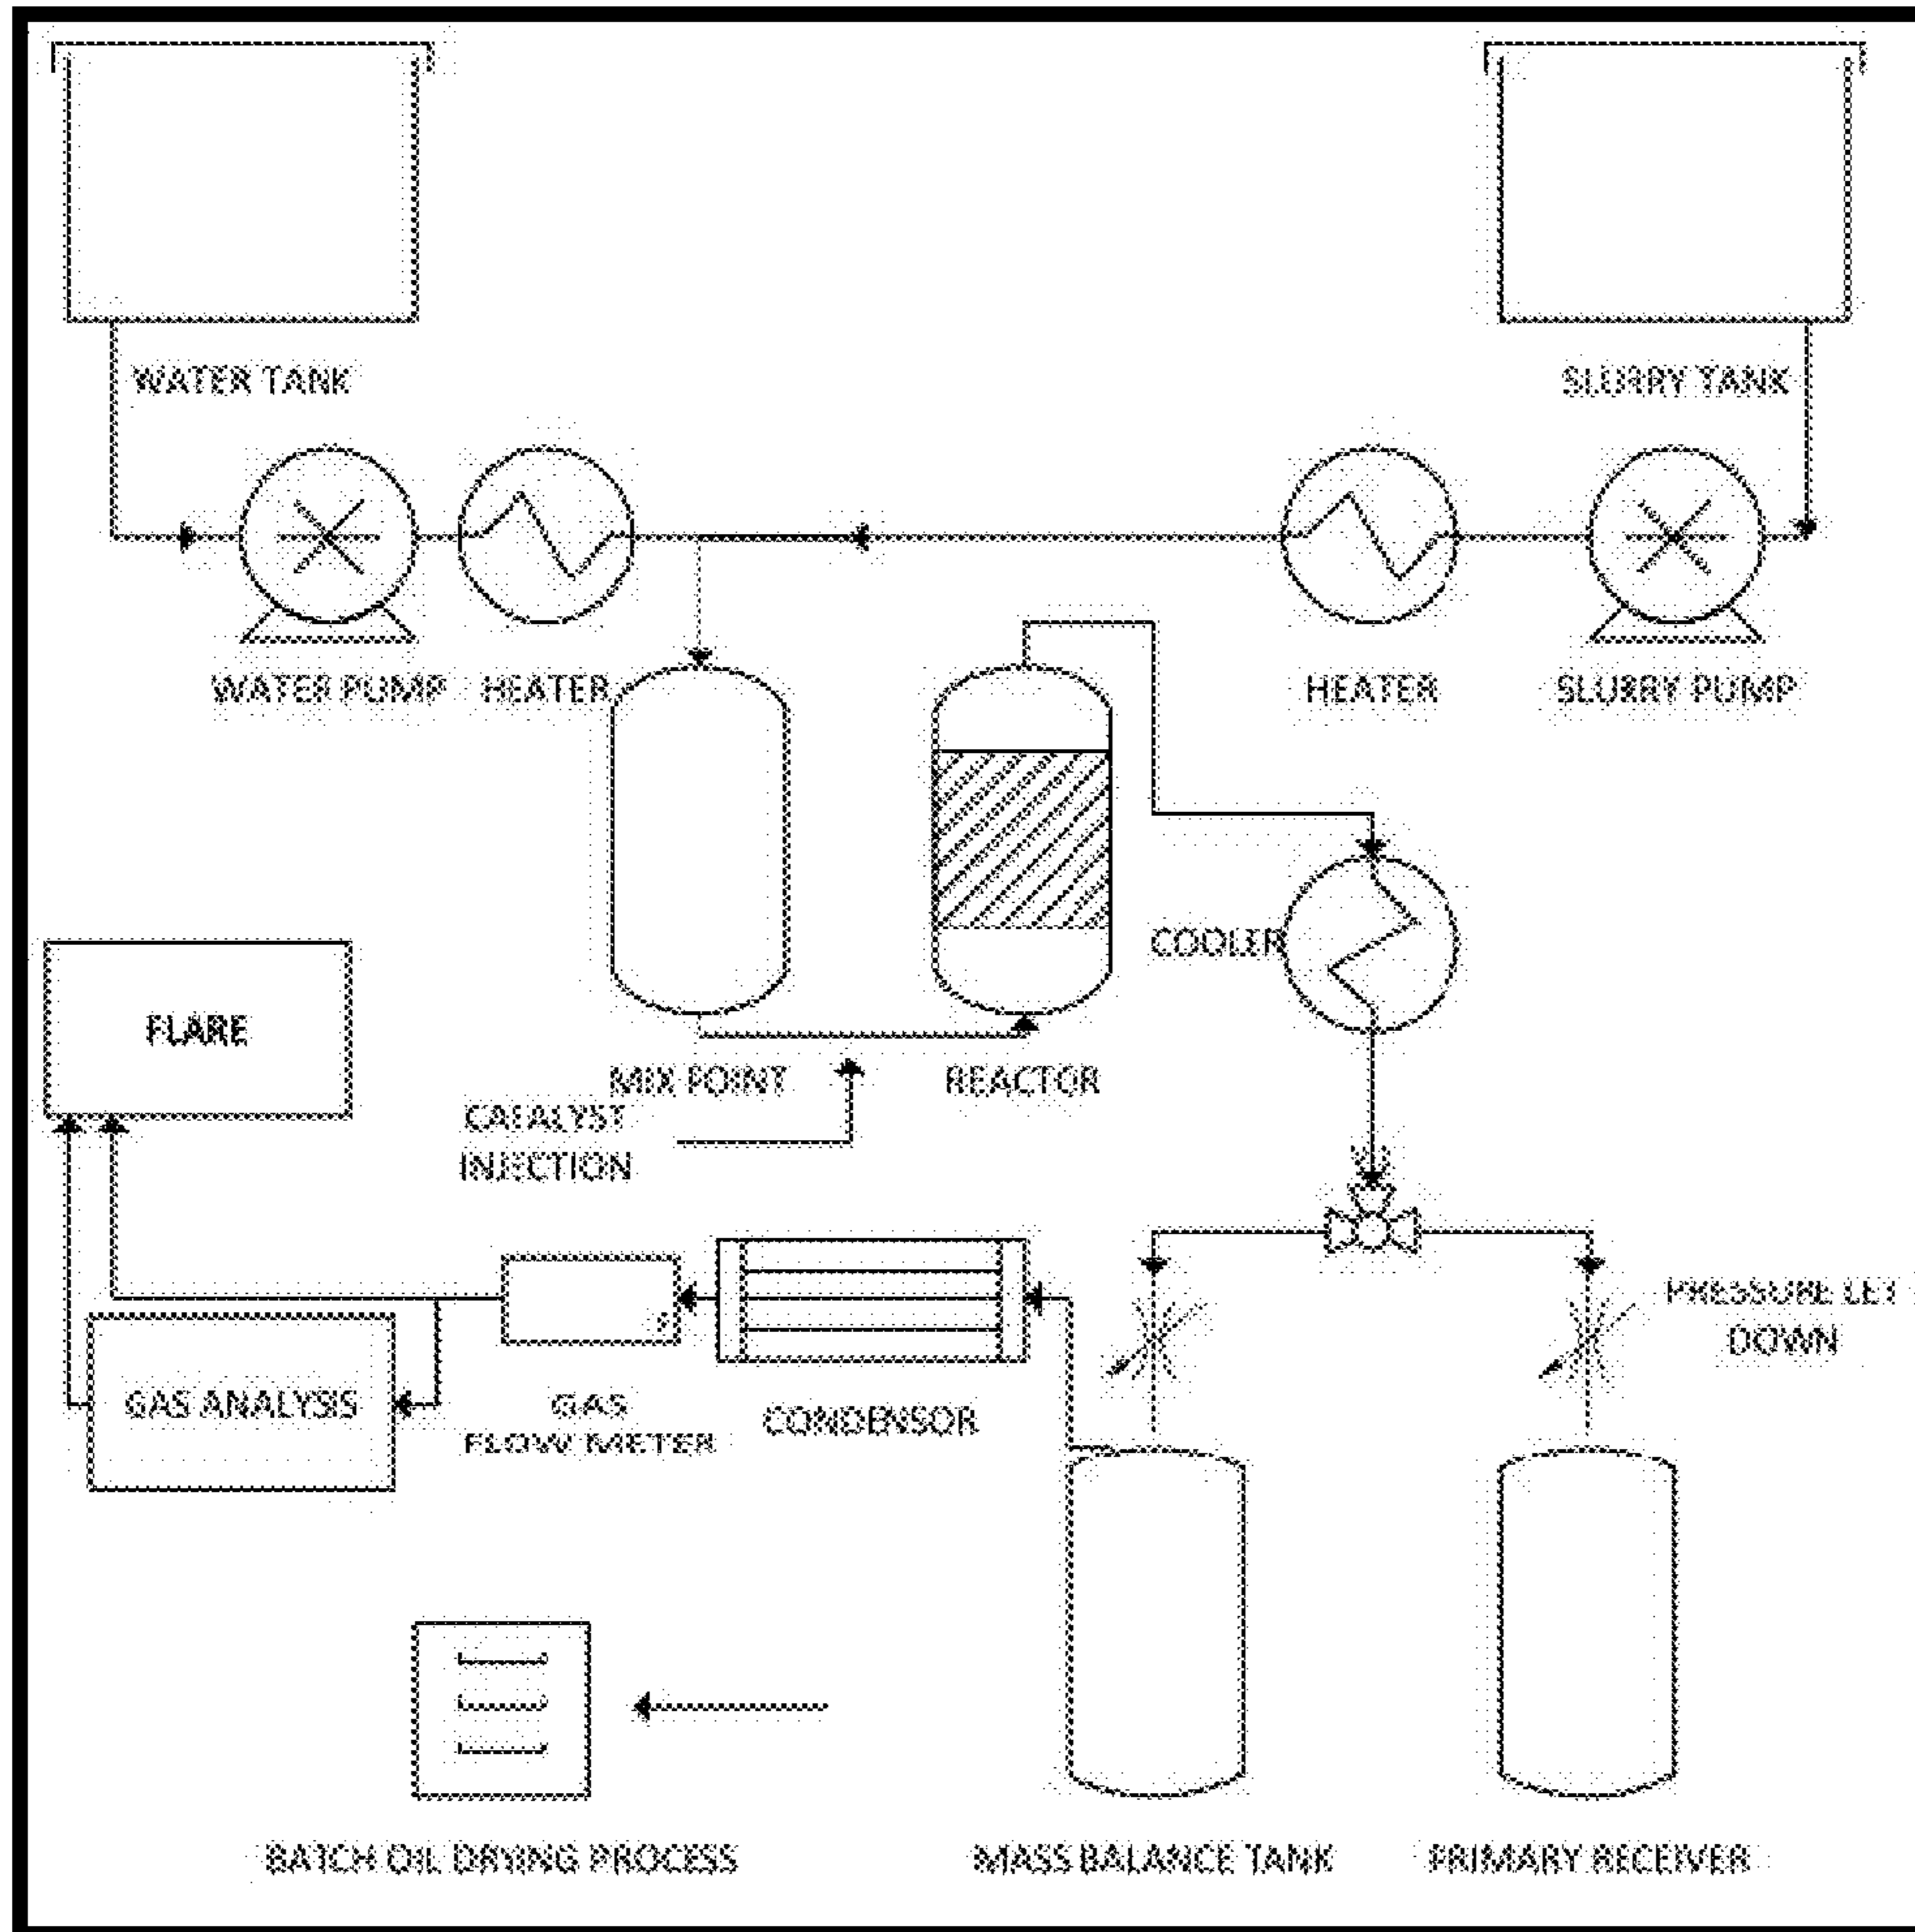 WATER TANK
SLURRY TANK
WATER PUMP
HEATER
HEATER
SLURRY PUMP
COOLER
FLARE
MIX POINT
REACTOR
CATALYST
INJECTION
PRESSURE LET
DOWN
GAS ANALYSIS
GAS
FLOW METER
CONDENSOR
BATCH OIL DRYING PROCESS
MASS BALANCE TANK
PRIMARY RECEIVER